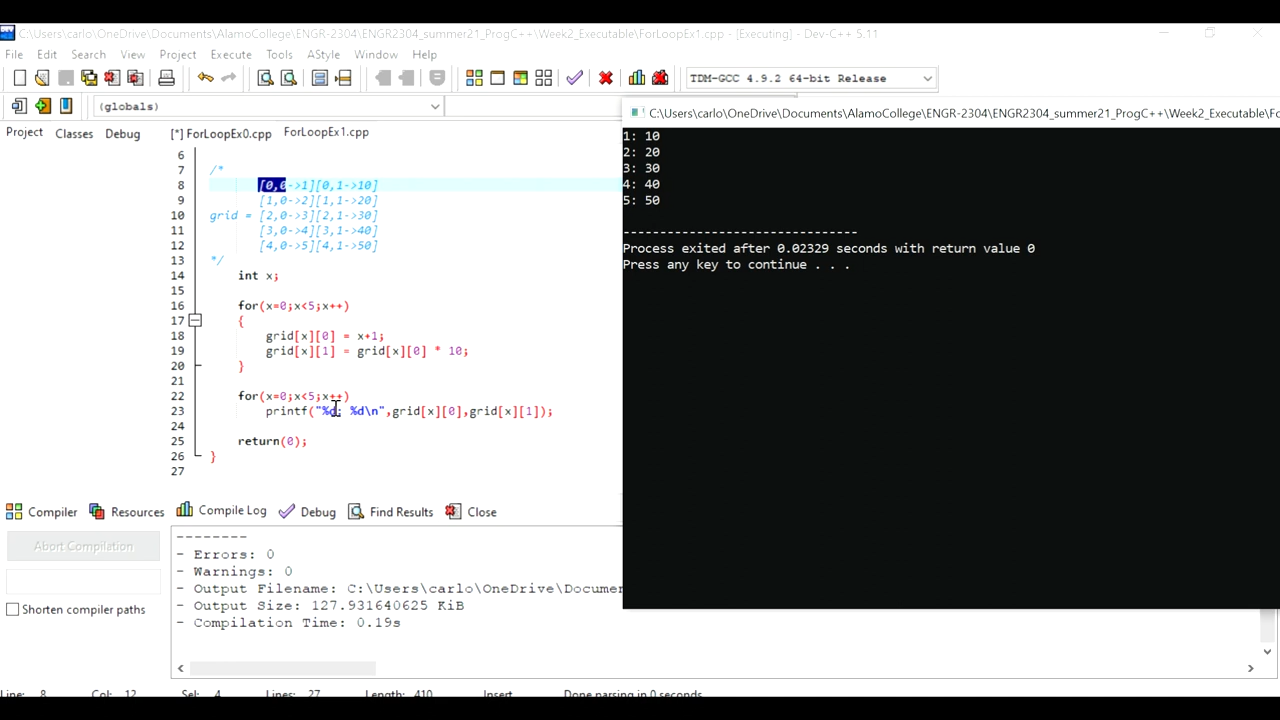 C:\Users\carlo\OneDrive\Documents\AlamoCollege\ENGR-2304\ENGR2304_summer21_ProgC++\Week2_Executable\ForLoopEx1.cpp - [Executing] - Dev-C++ 5.11
File Edit Search View Project Execute Tools AStyle Window Help
TDM-GCC 4.9.2 64-bit Release
(globals)
Project Classes Debug [*] ForLoopEx0.cpp ForLoopEx1.cpp
6
7 /*
8 [0,0->1][0,1->10]
9 [1,0->2][1,1->20]
10 grid = [2,0->3][2,1->30]
11 [3,0->4][3,1->40]
12 [4,0->5][4,1->50]
13 */
14 int x;
15
16 for(x=0;x<5;x++)
17 {
18 grid[x][0] = x+1;
19 grid[x][1] = grid[x][0] * 10;
20 }
21
22 for(x=0;x<5;x++)
23 printf("%d: %d\n",grid[x][0],grid[x][1]);
24
25 return(0);
26 }
27
C:\Users\carlo\OneDrive\Documents\AlamoCollege\ENGR-2304\ENGR2304_summer21_ProgC++\Week2_Executable\Fo
1: 10
2: 20
3: 30
4: 40
5: 50
--------------------------------
Process exited after 0.02329 seconds with return value 0
Press any key to continue . . .
Compiler Resources Compile Log Debug Find Results Close
Abort Compilation
Shorten compiler paths
--------
- Errors: 0
- Warnings: 0
- Output Filename: C:\Users\carlo\OneDrive\Documen
- Output Size: 127.931640625 KiB
- Compilation Time: 0.19s
Line: 8 Col: 12 Sel: 4 Lines: 27 Length: 410 Insert Done parsing in 0 seconds